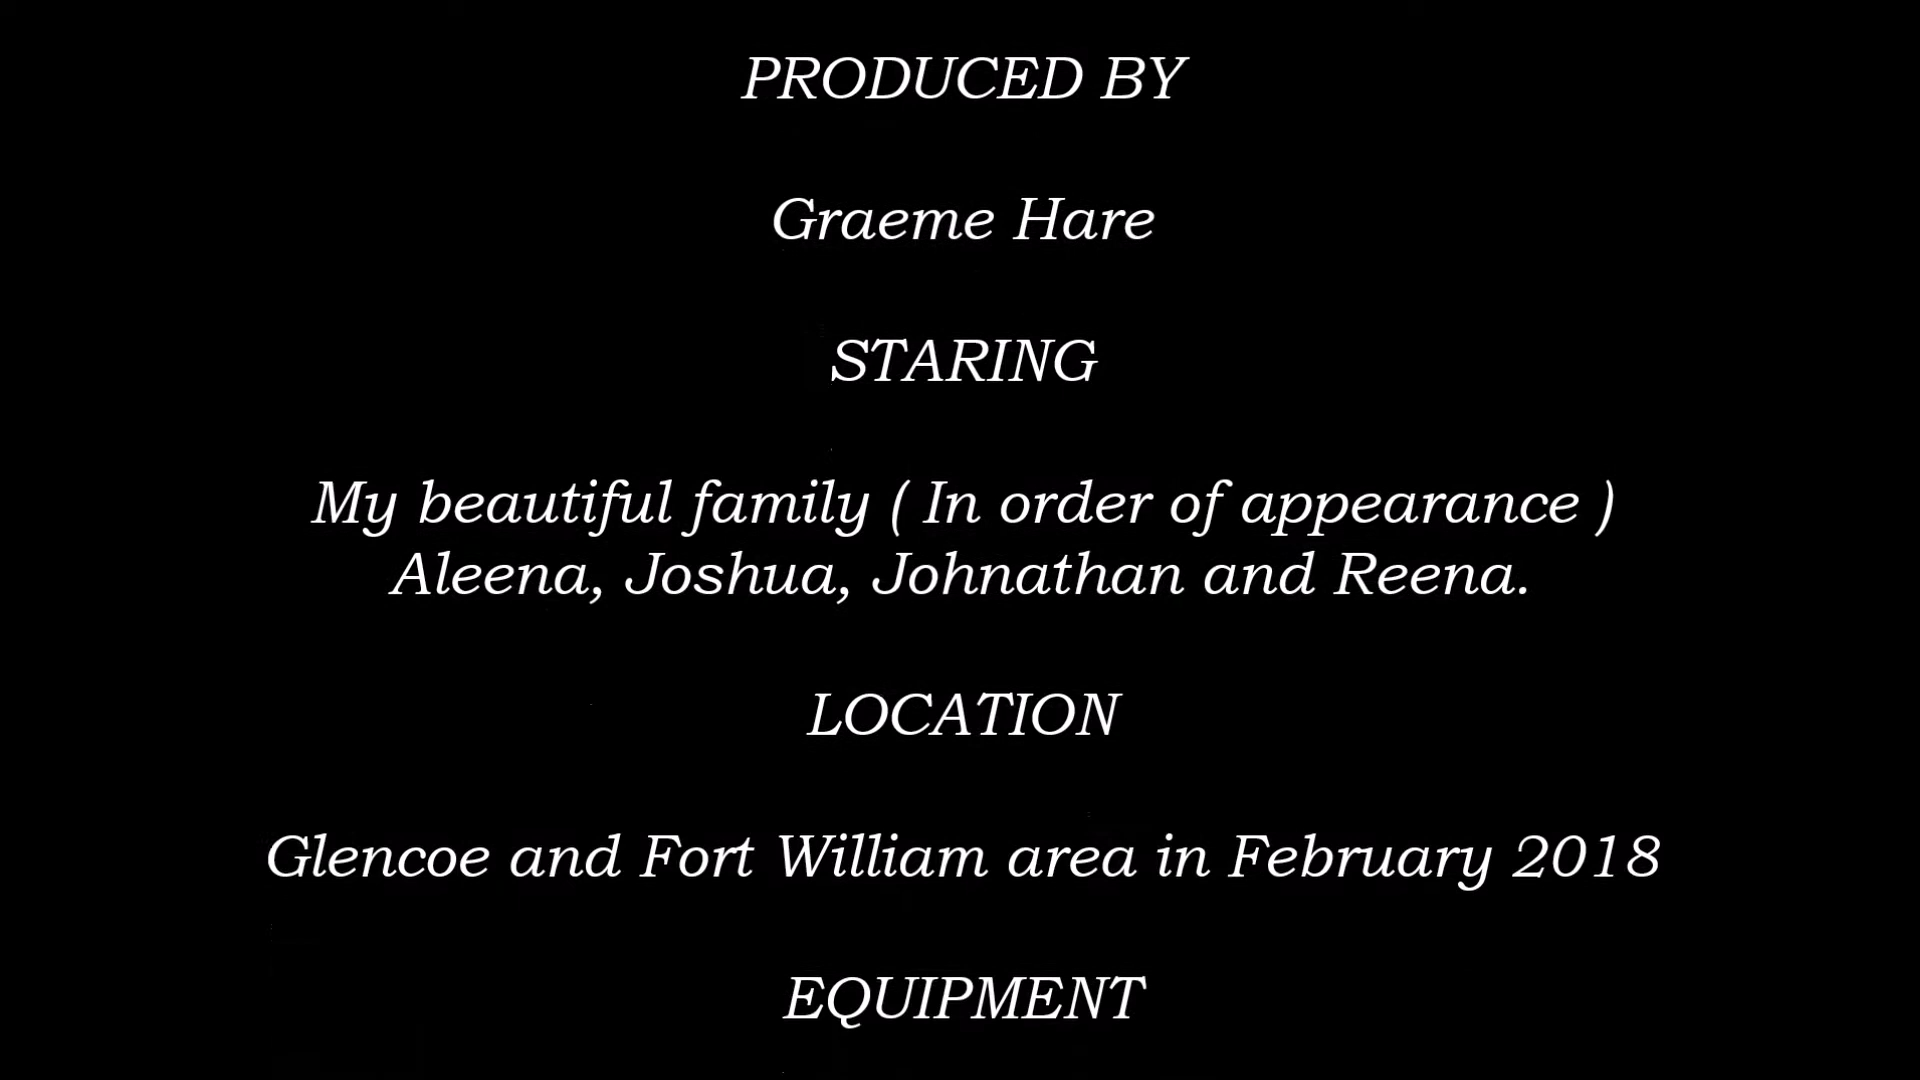 PRODUCED BY
Graeme Hare
STARING
My beautiful family ( In order of appearance )
Aleena, Joshua, Johnathan and Reena.
LOCATION
Glencoe and Fort William area in February 2018
EQUIPMENT